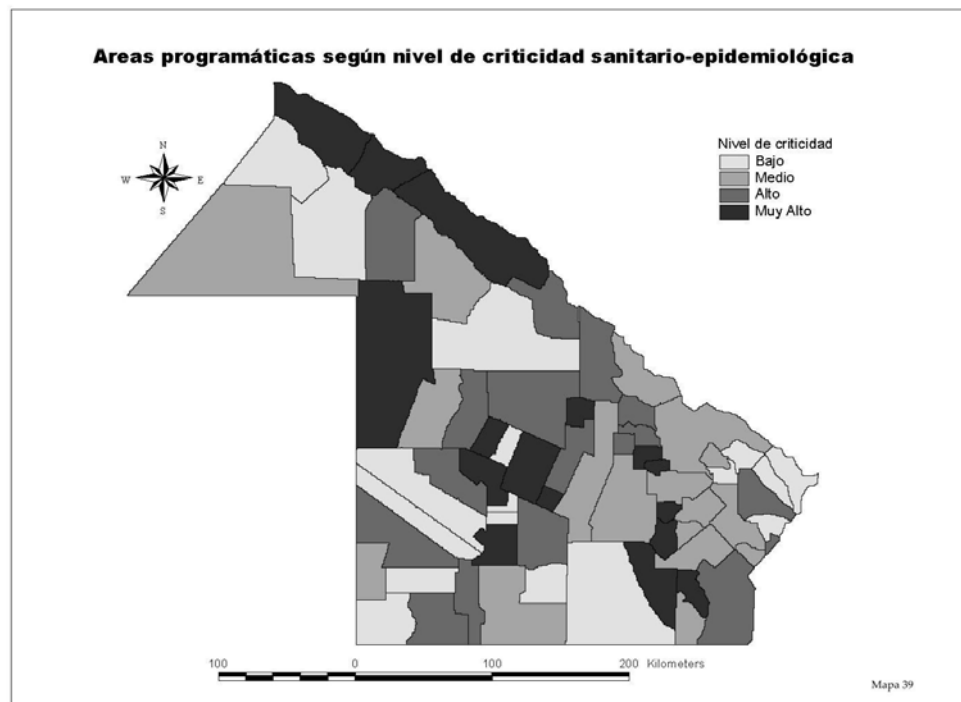 Areas programáticas según nivel de criticidad sanitario-epidemiológica
N
W E
S
Nivel de criticidad
Bajo
Medio
Alto
Muy Alto
100 0 100 200 Kilometers
Mapa 39